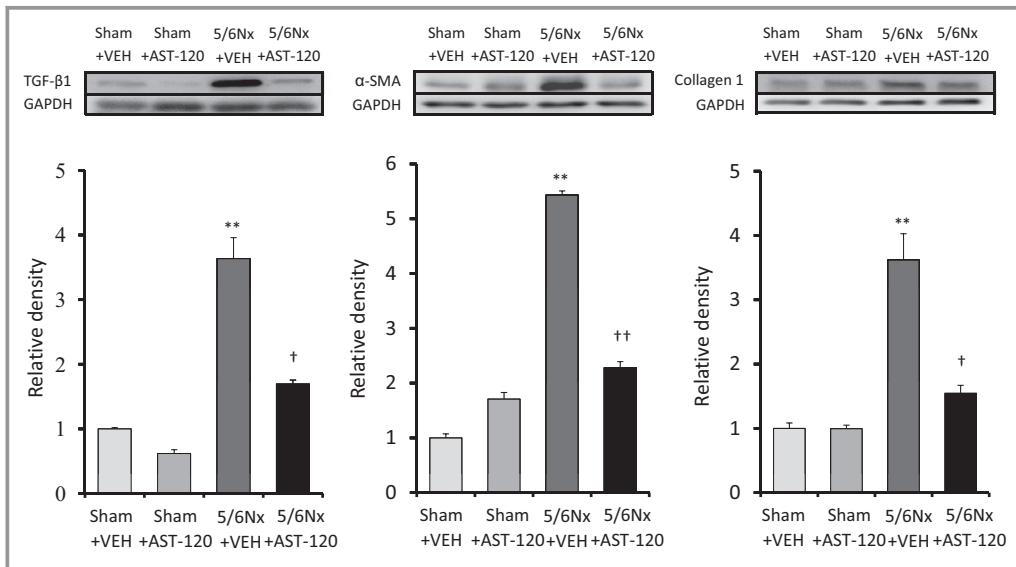 Sham Sham 5/6Nx 5/6Nx
+VEH +AST-120 +VEH +AST-120
TGF-β1
GAPDH
5
4
3
2
1
0
Relative density
**
†
Sham Sham 5/6Nx 5/6Nx
+VEH +AST-120 +VEH +AST-120
Sham Sham 5/6Nx 5/6Nx
+VEH +AST-120 +VEH +AST-120
α-SMA
GAPDH
6
5
4
3
2
1
0
Relative density
**
††
Sham Sham 5/6Nx 5/6Nx
+VEH +AST-120 +VEH +AST-120
Sham Sham 5/6Nx 5/6Nx
+VEH +AST-120 +VEH +AST-120
Collagen 1
GAPDH
5
4
3
2
1
0
Relative density
**
†
Sham Sham 5/6Nx 5/6Nx
+VEH +AST-120 +VEH +AST-120